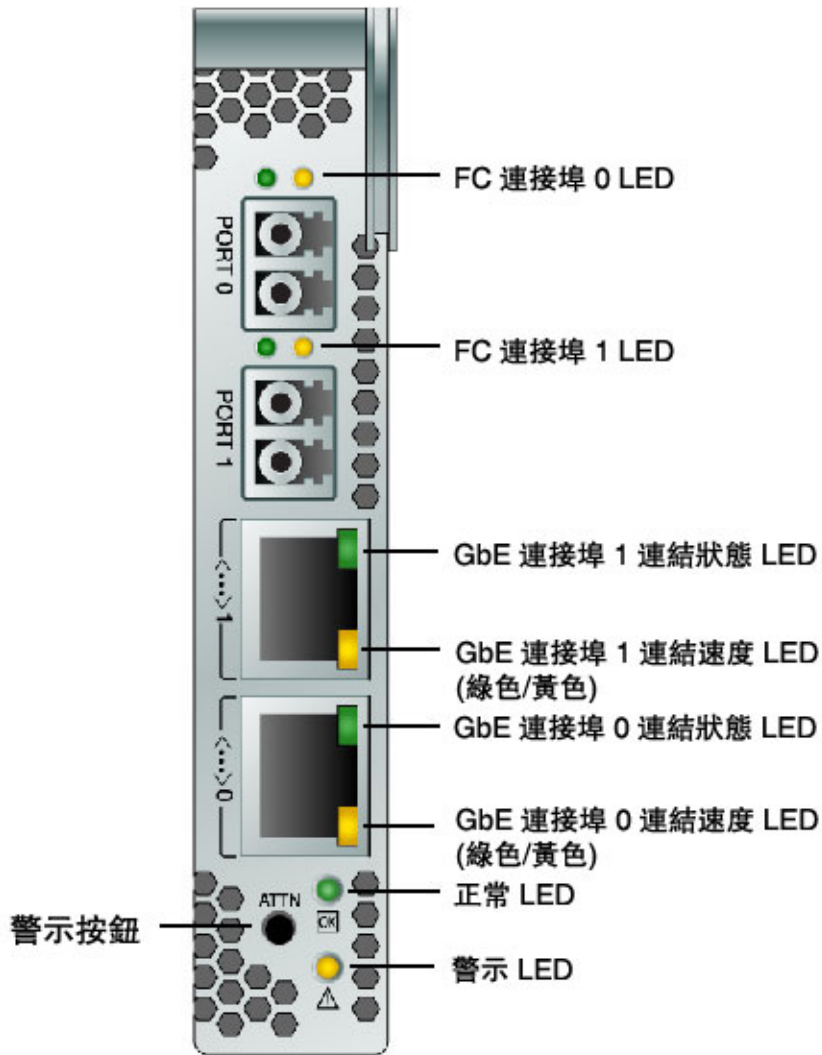 FC 連接埠 0 LED
PORT 0
FC 連接埠 1 LED
PORT 1
GbE 連接埠 1 連結狀態 LED
<···>1
GbE 連接埠 1 連結速度 LED
(綠色/黃色)
GbE 連接埠 0 連結狀態 LED
<···>0
GbE 連接埠 0 連結速度 LED
(綠色/黃色)
正常 LED
ATTN
OK
警示按鈕
警示 LED